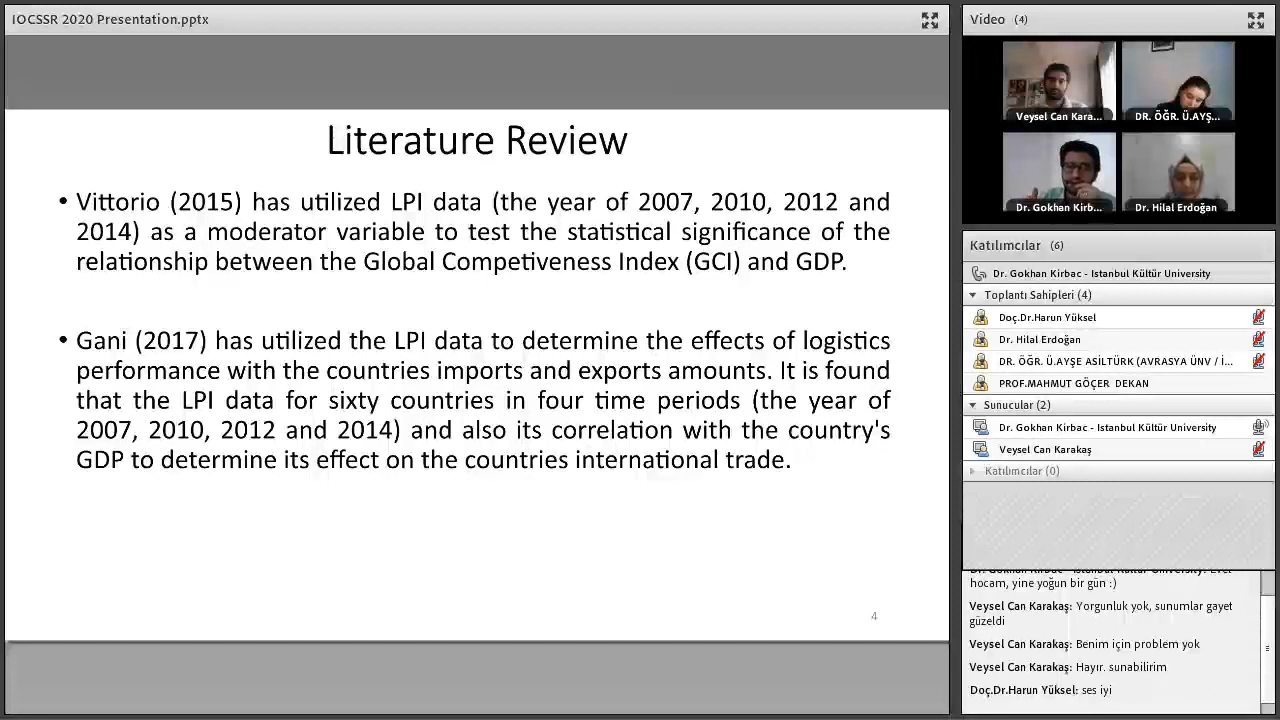 IOCSSR 2020 Presentation.pptx
Literature Review
• Vittorio (2015) has utilized LPI data (the year of 2007, 2010, 2012 and
2014) as a moderator variable to test the statistical significance of the
relationship between the Global Competiveness Index (GCI) and GDP.
• Gani (2017) has utilized the LPI data to determine the effects of logistics
performance with the countries imports and exports amounts. It is found
that the LPI data for sixty countries in four time periods (the year of
2007, 2010, 2012 and 2014) and also its correlation with the country's
GDP to determine its effect on the countries international trade.
4
Video (4)
Veysel Can Kara...
DR. ÖĞR. Ü.AYŞ...
Dr. Gokhan Kirb...
Dr. Hilal Erdoğan
Katılımcılar (6)
Dr. Gokhan Kirbac - Istanbul Kültür University
Toplantı Sahipleri (4)
Doç.Dr.Harun Yüksel
Dr. Hilal Erdoğan
DR. ÖĞR. Ü.AYŞE ASİLTÜRK (AVRASYA ÜNV / İ...
PROF.MAHMUT GÖÇER DEKAN
Sunucular (2)
Dr. Gokhan Kirbac - Istanbul Kültür University
Veysel Can Karakaş
Katılımcılar (0)
Dr. Gokhan Kirbac - Istanbul Kültür University: Evet
hocam, yine yoğun bir gün :)
Veysel Can Karakaş: Yorgunluk yok, sunumlar gayet
güzeldi
Veysel Can Karakaş: Benim için problem yok
Veysel Can Karakaş: Hayır. sunabilirim
Doç.Dr.Harun Yüksel: ses iyi